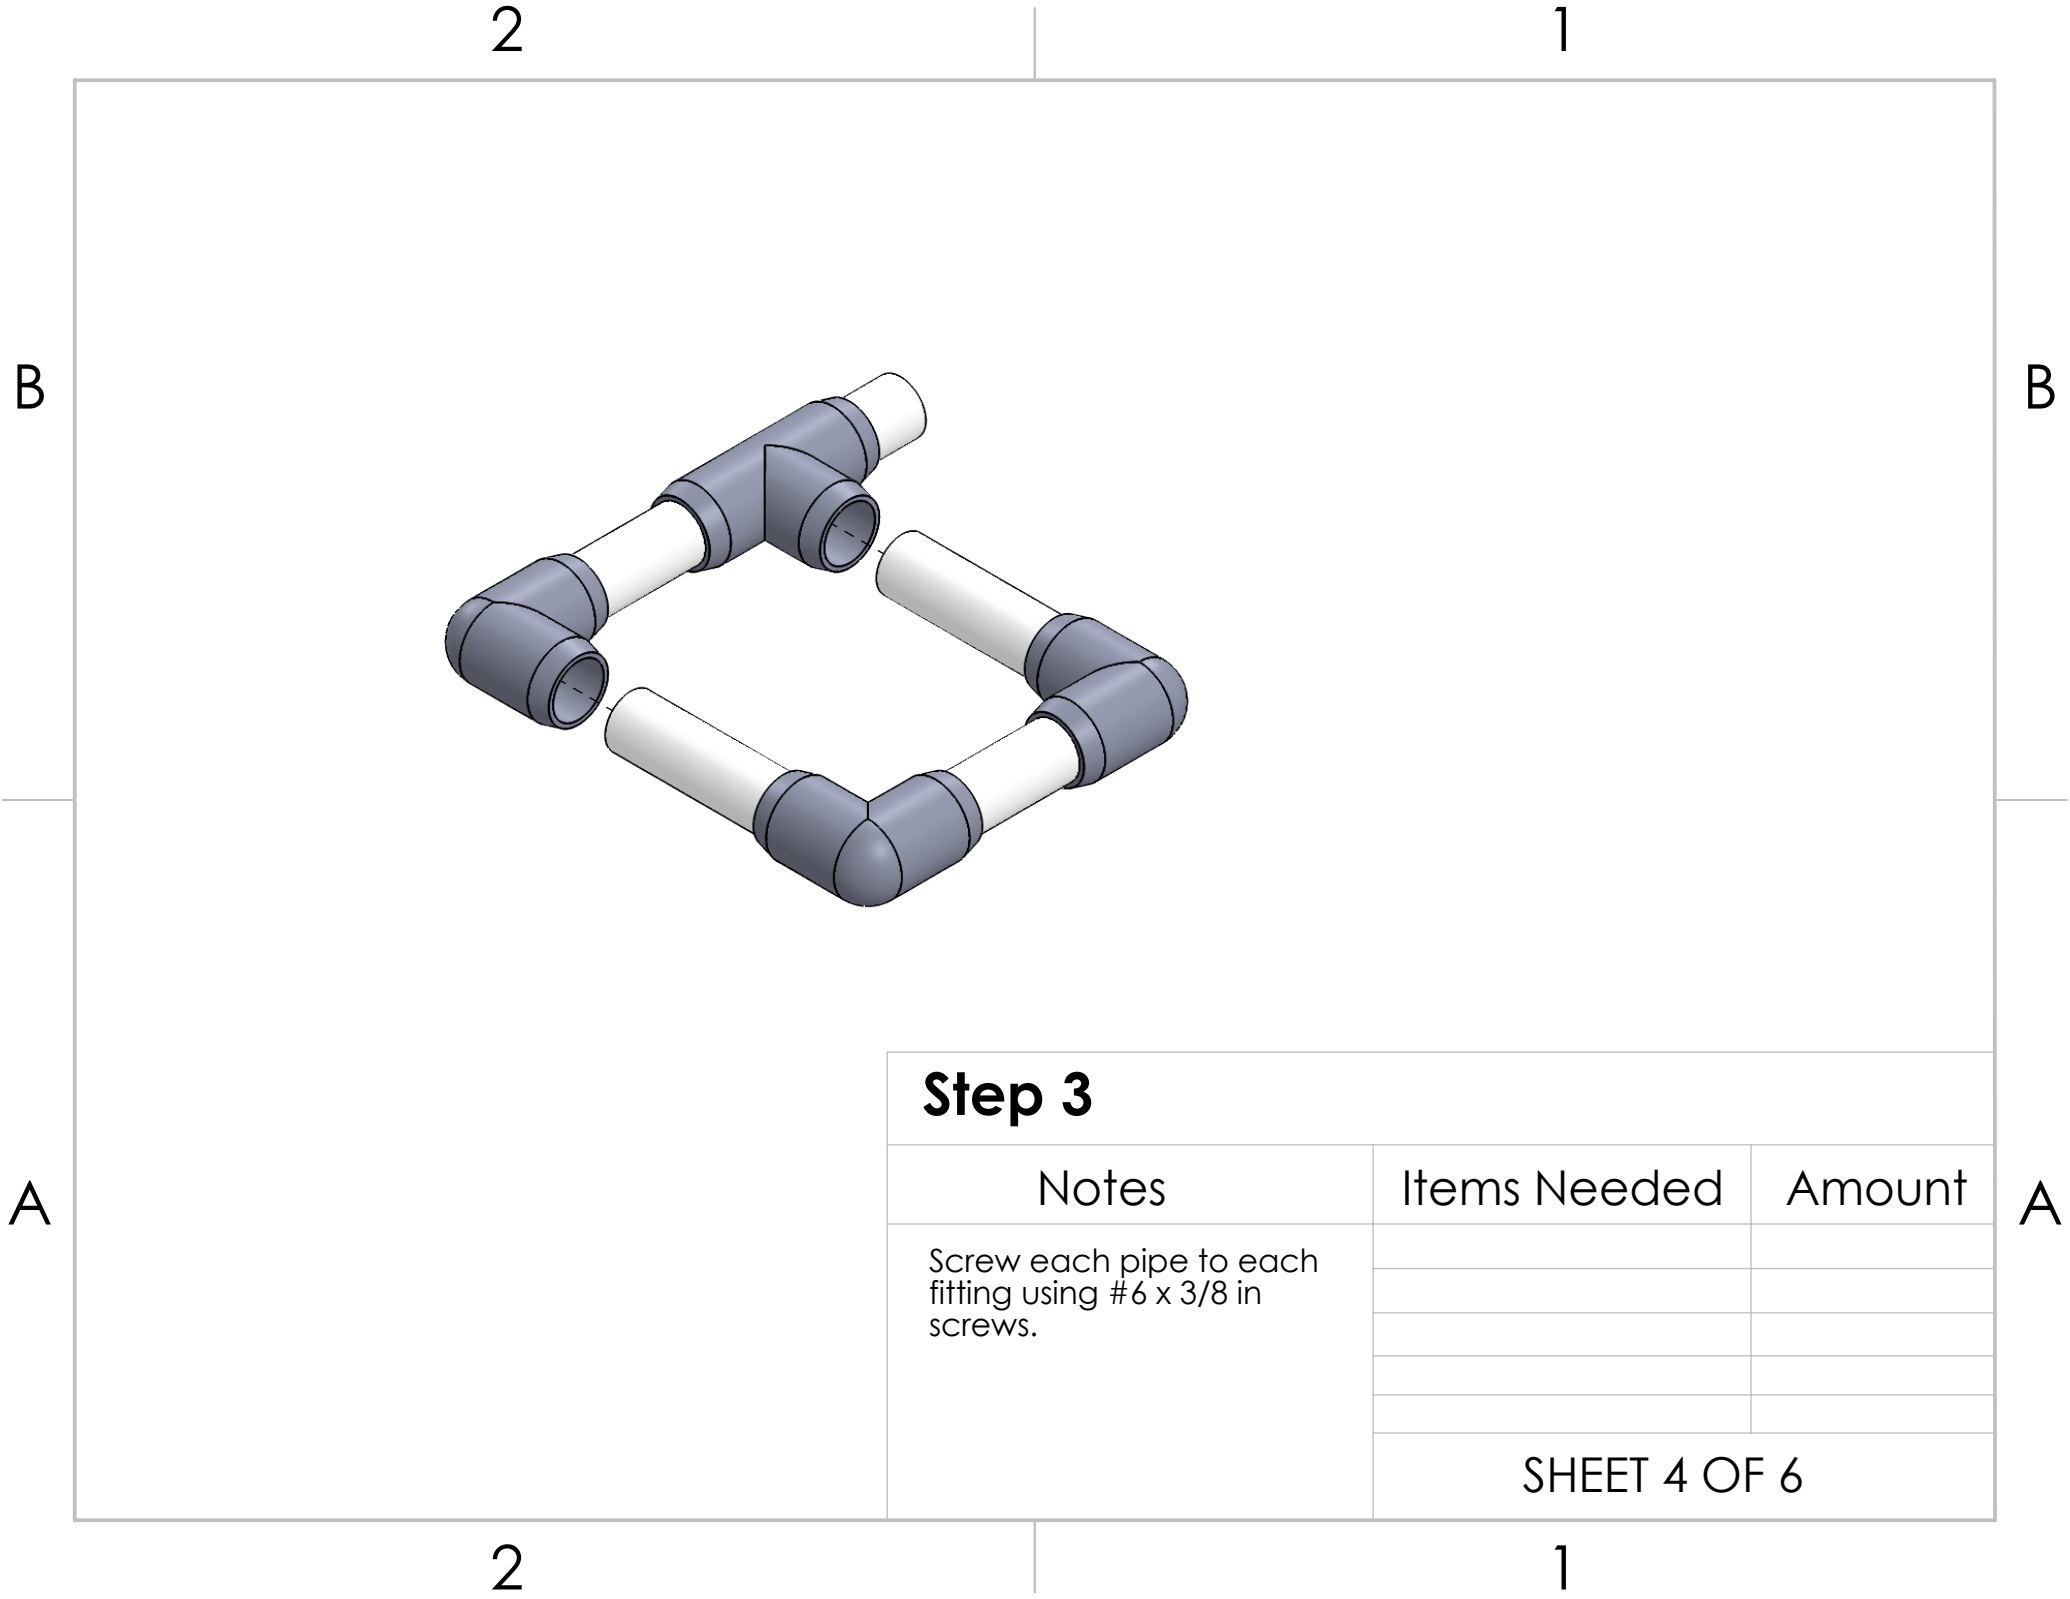 2 1
B B
A A
Step 3
Notes Items Needed Amount
Screw each pipe to each
fitting using #6 x 3/8 in
screws.
SHEET 4 OF 6
2 1